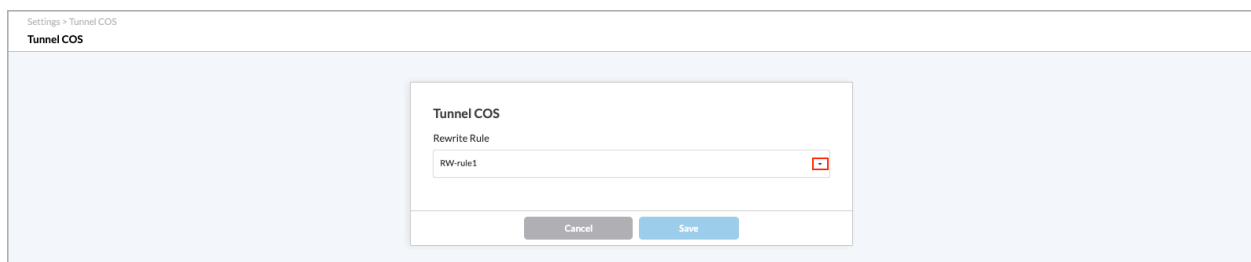 Settings > Tunnel COS
Tunnel COS
Tunnel COS
Rewrite Rule
RW-rule1
Cancel Save